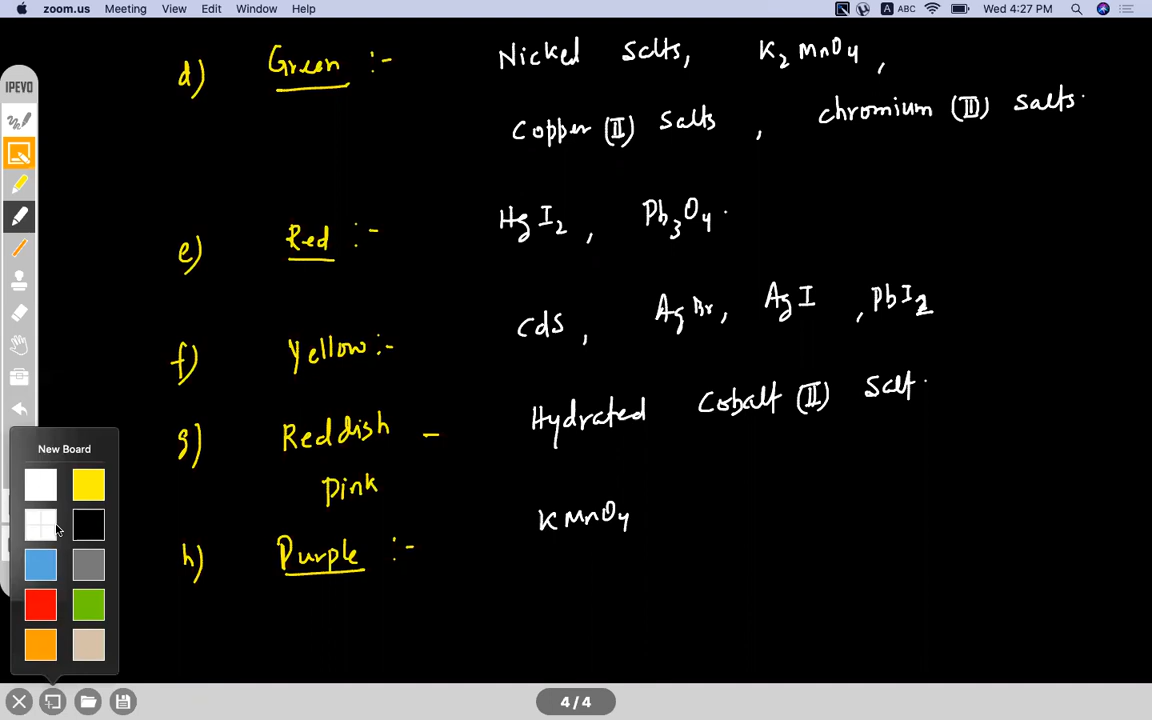 zoom.us Meeting View Edit Window Help A ABC Wed 4:27 PM
IPEVO
d) Green :- Nickel Salts, K2MnO4,
Copper (II) Salts, chromium (III) Salts.
e) Red :- HgI2, Pb3O4.
f) Yellow :- CdS, AgBr, AgI, PbI2
g) Reddish - Hydrated Cobalt (II) Salt.
Pink
h) Purple :- KMnO4
New Board
4/4